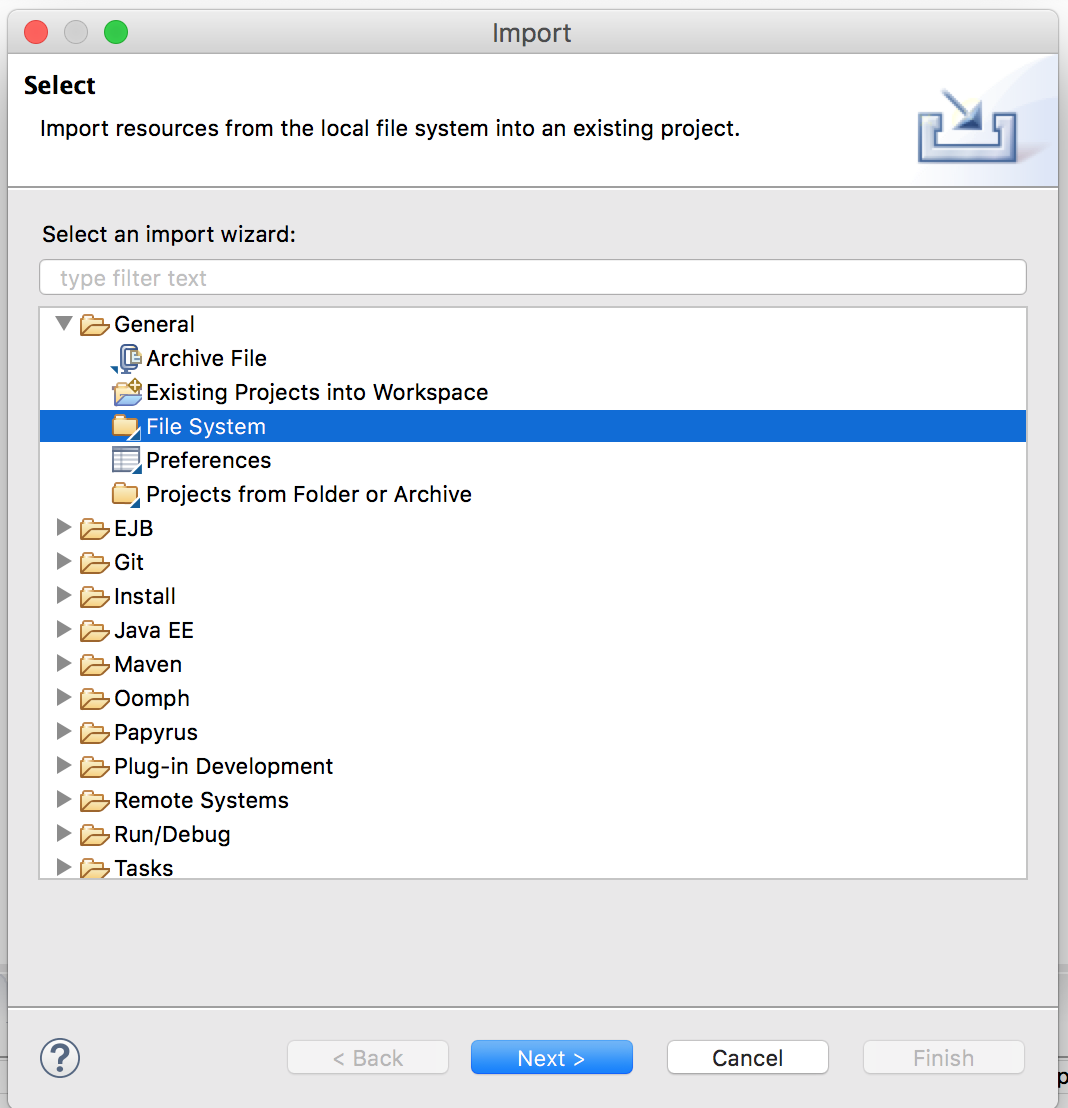 Import
Select
Import resources from the local file system into an existing project.
Select an import wizard:
type filter text
General
Archive File
Existing Projects into Workspace
File System
Preferences
Projects from Folder or Archive
EJB
Git
Install
Java EE
Maven
Oomph
Papyrus
Plug-in Development
Remote Systems
Run/Debug
Tasks
? < Back Next > Cancel Finish